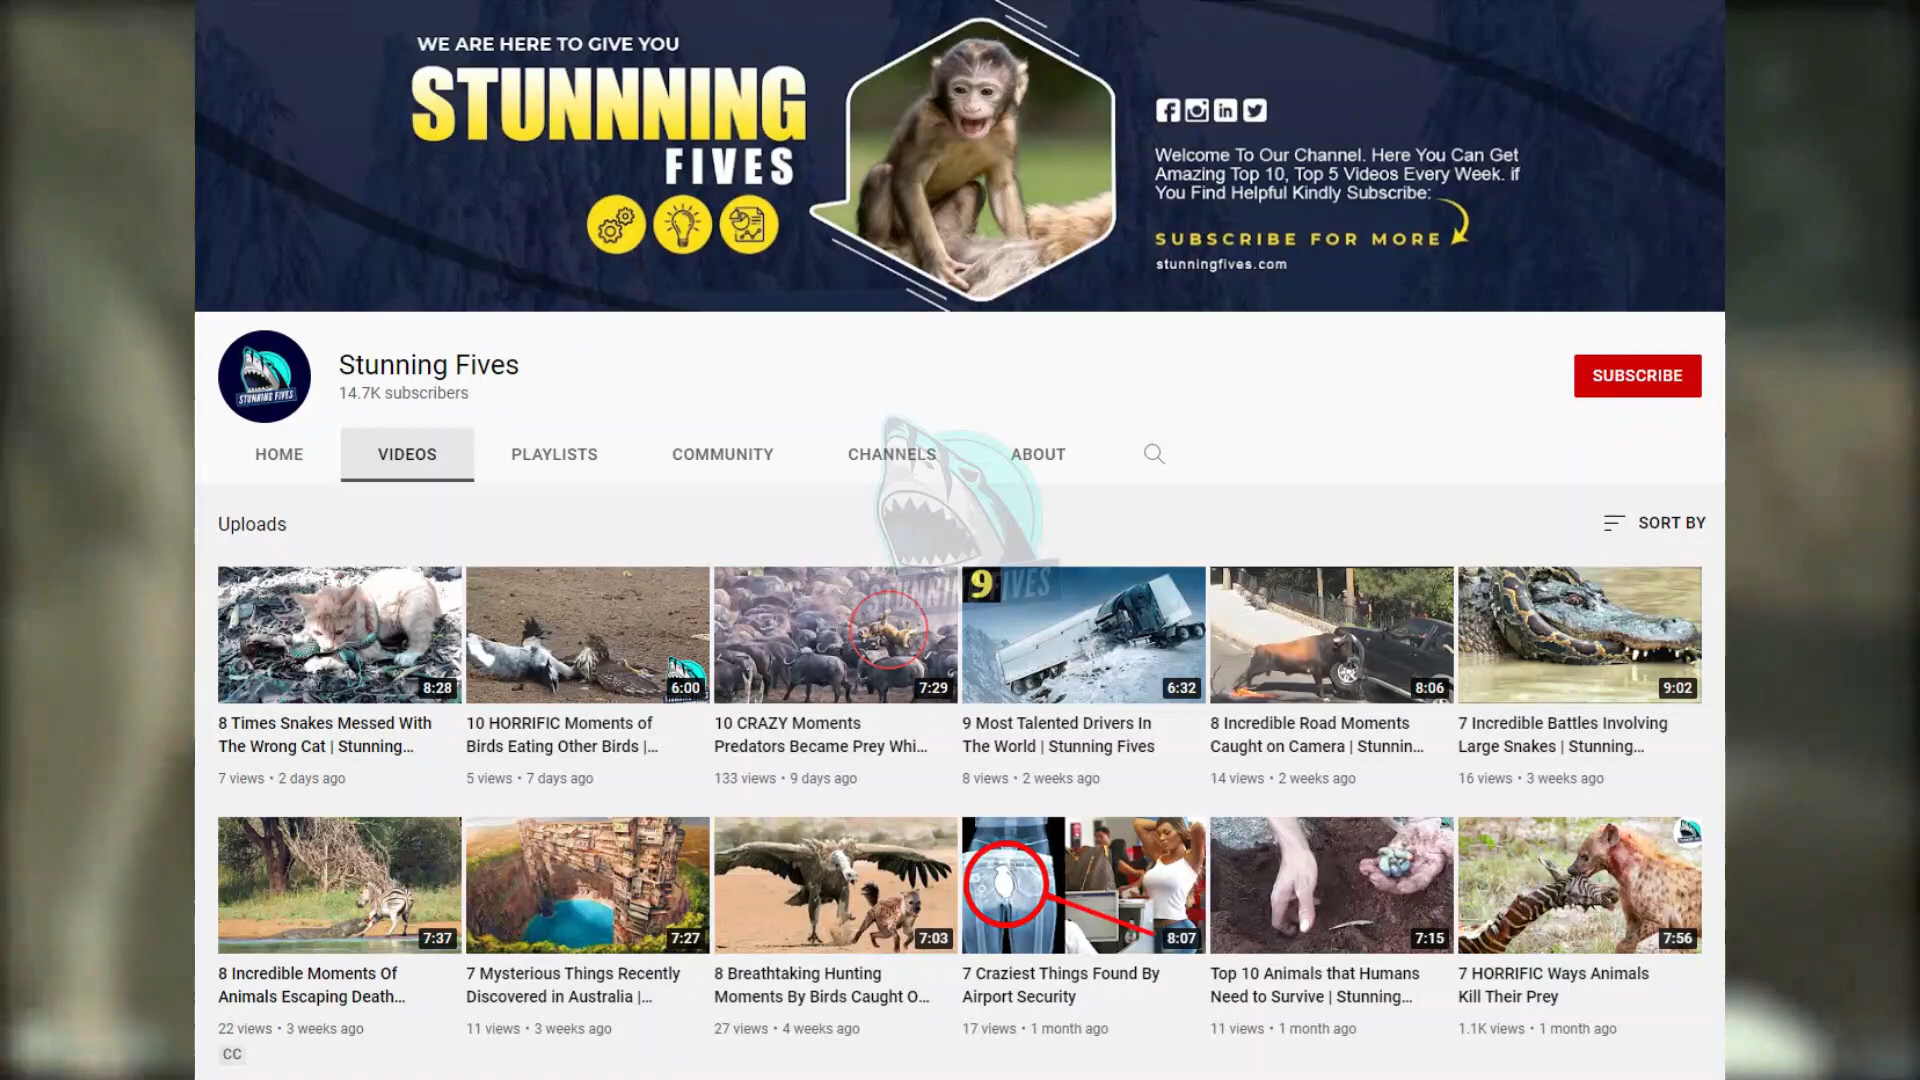 WE ARE HERE TO GIVE YOU
STUNNNING
FIVES
Welcome To Our Channel. Here You Can Get
Amazing Top 10, Top 5 Videos Every Week. if
You Find Helpful Kindly Subscribe:
SUBSCRIBE FOR MORE
stunningfives.com
STUNNING FIVES
Stunning Fives
14.7K subscribers
SUBSCRIBE
HOME VIDEOS PLAYLISTS COMMUNITY CHANNELS ABOUT
Uploads
SORT BY
STUNNING FIVES
9
8:28 6:00 7:29 6:32 8:06 9:02
8 Times Snakes Messed With
The Wrong Cat | Stunning...
7 views • 2 days ago
10 HORRIFIC Moments of
Birds Eating Other Birds |...
5 views • 7 days ago
10 CRAZY Moments
Predators Became Prey Whi...
133 views • 9 days ago
9 Most Talented Drivers In
The World | Stunning Fives
8 views • 2 weeks ago
8 Incredible Road Moments
Caught on Camera | Stunnin...
14 views • 2 weeks ago
7 Incredible Battles Involving
Large Snakes | Stunning...
16 views • 3 weeks ago
7:37 7:27 7:03 8:07 7:15 7:56
8 Incredible Moments Of
Animals Escaping Death...
22 views • 3 weeks ago
CC
7 Mysterious Things Recently
Discovered in Australia |...
11 views • 3 weeks ago
8 Breathtaking Hunting
Moments By Birds Caught O...
27 views • 4 weeks ago
7 Craziest Things Found By
Airport Security
17 views • 1 month ago
Top 10 Animals that Humans
Need to Survive | Stunning...
11 views • 1 month ago
7 HORRIFIC Ways Animals
Kill Their Prey
1.1K views • 1 month ago